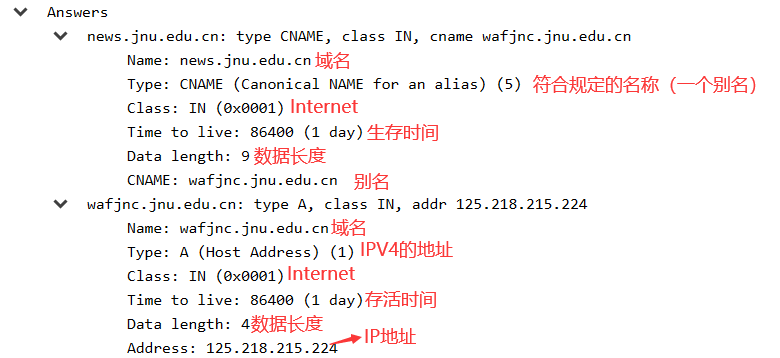 Answers
news.jnu.edu.cn: type CNAME, class IN, cname wafjnc.jnu.edu.cn
Name: news.jnu.edu.cn 域名
Type: CNAME (Canonical NAME for an alias) (5) 符合规定的名称（一个别名）
Class: IN (0x0001) Internet
Time to live: 86400 (1 day) 生存时间
Data length: 9 数据长度
CNAME: wafjnc.jnu.edu.cn 别名
wafjnc.jnu.edu.cn: type A, class IN, addr 125.218.215.224
Name: wafjnc.jnu.edu.cn 域名
Type: A (Host Address) (1) IPV4的地址
Class: IN (0x0001) Internet
Time to live: 86400 (1 day) 存活时间
Data length: 4 数据长度
Address: 125.218.215.224 IP地址